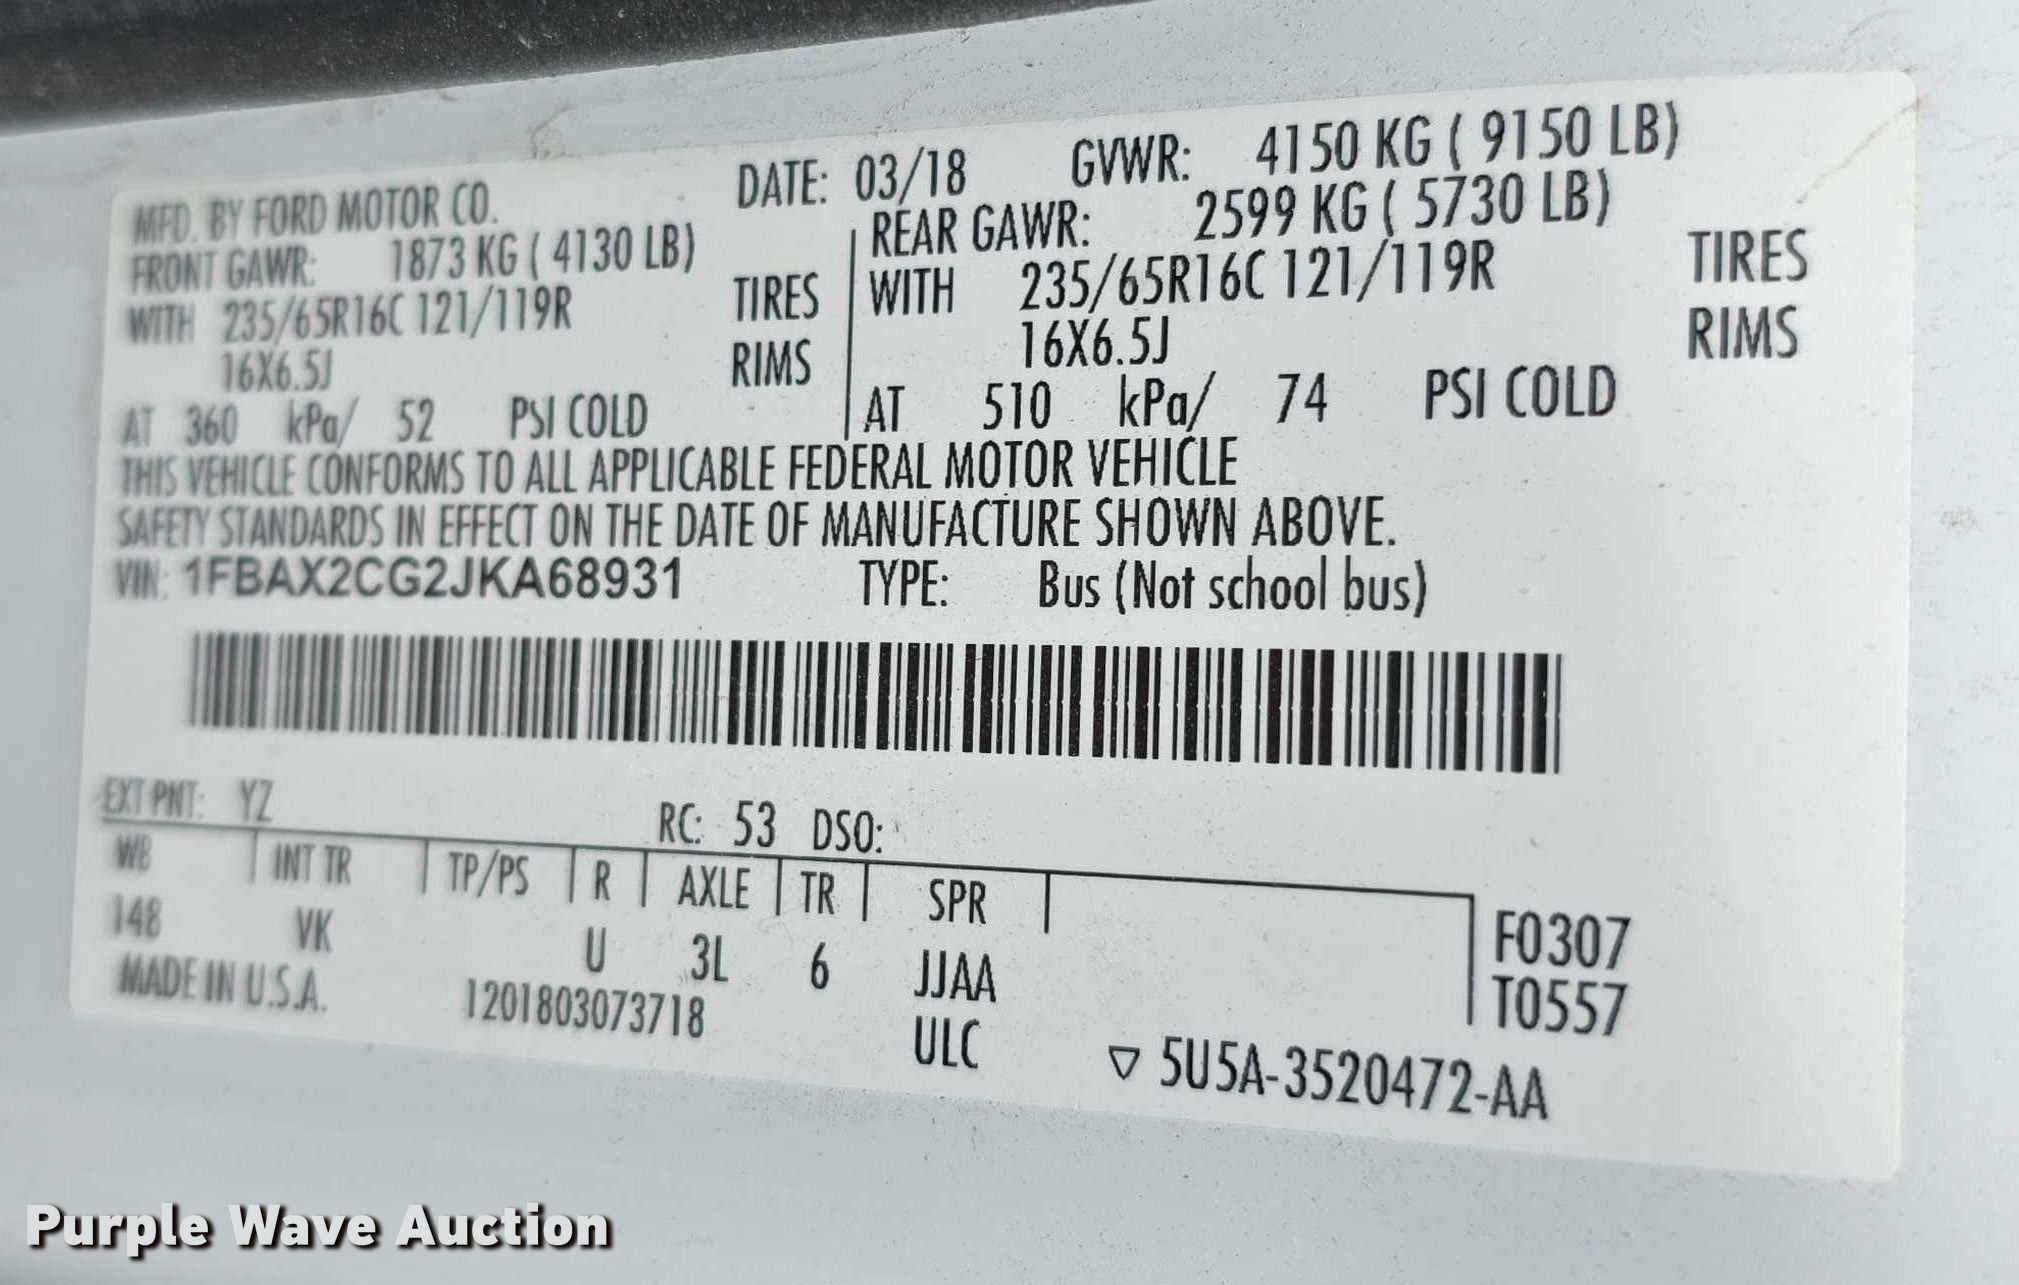 MFD. BY FORD MOTOR CO. DATE: 03/18 GVWR: 4150 KG ( 9150 LB)
FRONT GAWR: 1873 KG ( 4130 LB) REAR GAWR: 2599 KG ( 5730 LB)
WITH 235/65R16C 121/119R TIRES WITH 235/65R16C 121/119R TIRES
16X6.5J RIMS 16X6.5J RIMS
AT 360 kPa/ 52 PSI COLD AT 510 kPa/ 74 PSI COLD
THIS VEHICLE CONFORMS TO ALL APPLICABLE FEDERAL MOTOR VEHICLE
SAFETY STANDARDS IN EFFECT ON THE DATE OF MANUFACTURE SHOWN ABOVE.
VIN: 1FBAX2CG2JKA68931 TYPE: Bus (Not school bus)
EXT PNT: YZ RC: 53 DSO:
WB INT TR TP/PS R AXLE TR SPR F0307
148 VK U 3L 6 JJAA T0557
MADE IN U.S.A. 1201803073718 ULC ▽ 5U5A-3520472-AA
Purple Wave Auction